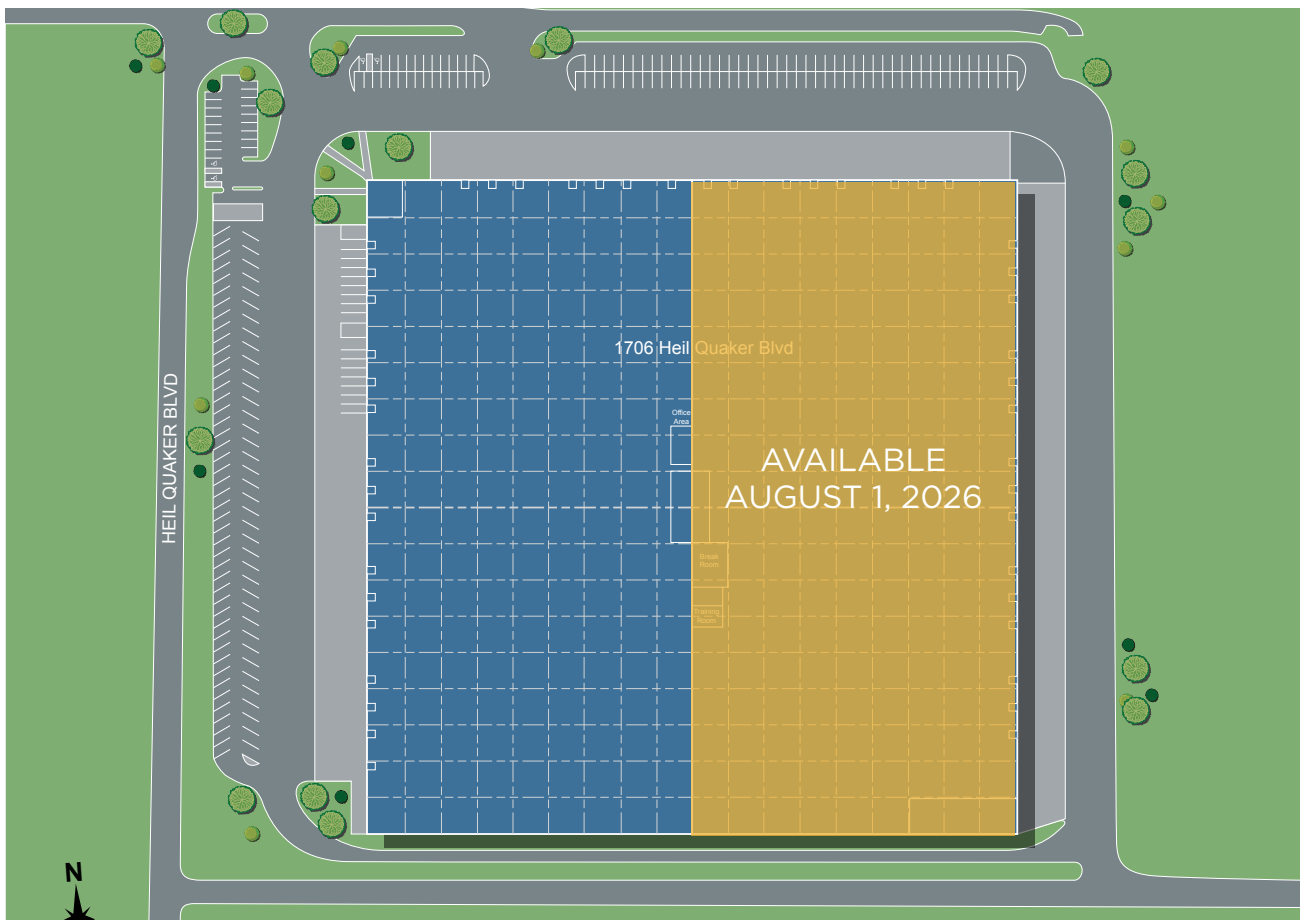 1706 Heil Quaker Blvd
Office
Area
AVAILABLE
AUGUST 1, 2026
HEIL QUAKER BLVD
Break
Room
Training
Room
N